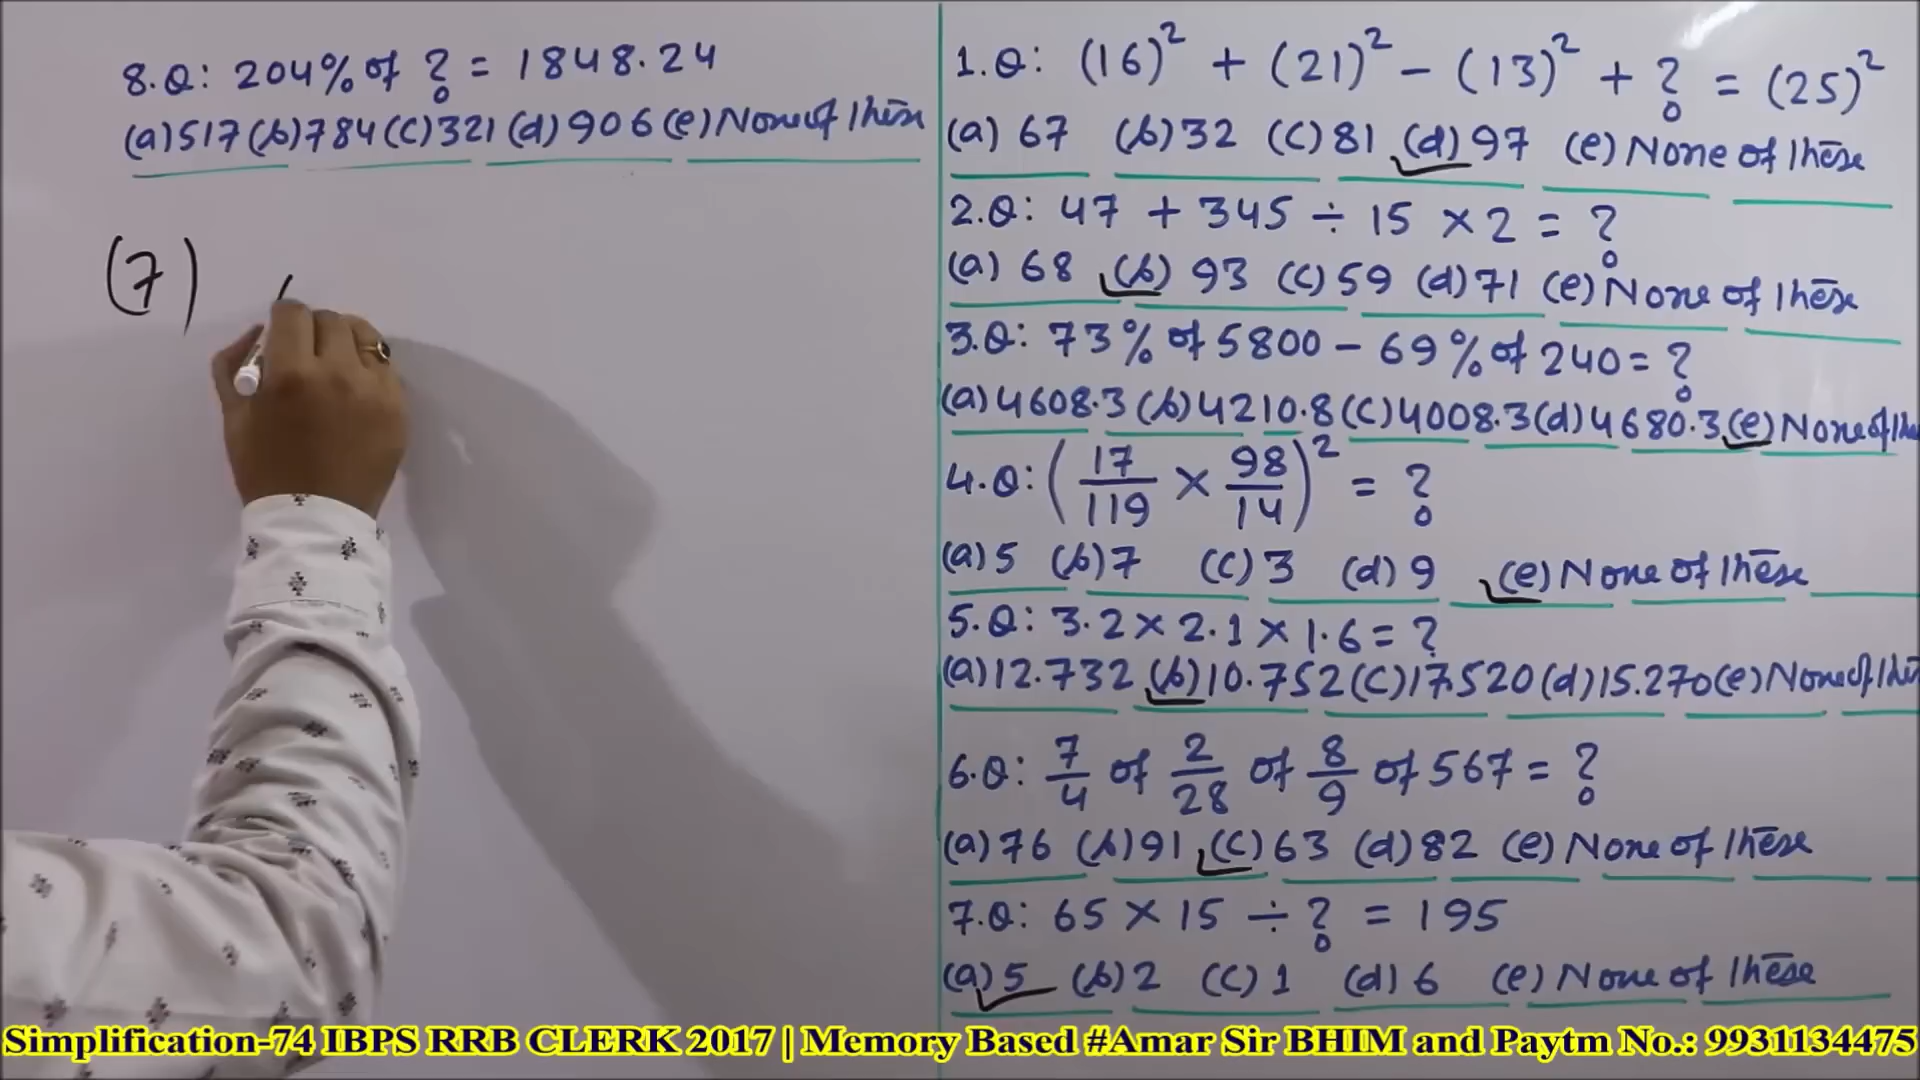 8.Q: 204% of ? = 1848.24
(a) 517 (b) 784 (c) 321 (d) 906 (e) None of these
(7)
1.Q: (16)² + (21)² - (13)² + ? = (25)²
(a) 67 (b) 32 (c) 81 (d) 97 (e) None of these
2.Q: 47 + 345 ÷ 15 × 2 = ?
(a) 68 (b) 93 (c) 59 (d) 71 (e) None of these
3.Q: 73% of 5800 - 69% of 240 = ?
(a) 4608.3 (b) 4210.8 (c) 4008.3 (d) 4680.3 (e) None of
4.Q: (17/119 × 98/14)² = ?
(a) 5 (b) 7 (c) 3 (d) 9 (e) None of these
5.Q: 3.2 × 2.1 × 1.6 = ?
(a) 12.732 (b) 10.752 (c) 17.520 (d) 15.270 (e) None of
6.Q: 7/4 of 2/28 of 8/9 of 567 = ?
(a) 76 (b) 91 (c) 63 (d) 82 (e) None of these
7.Q: 65 × 15 ÷ ? = 195
(a) 5 (b) 2 (c) 1 (d) 6 (e) None of these
Simplification-74 IBPS RRB CLERK 2017 | Memory Based #Amar Sir BHIM and Paytm No.: 9931134475